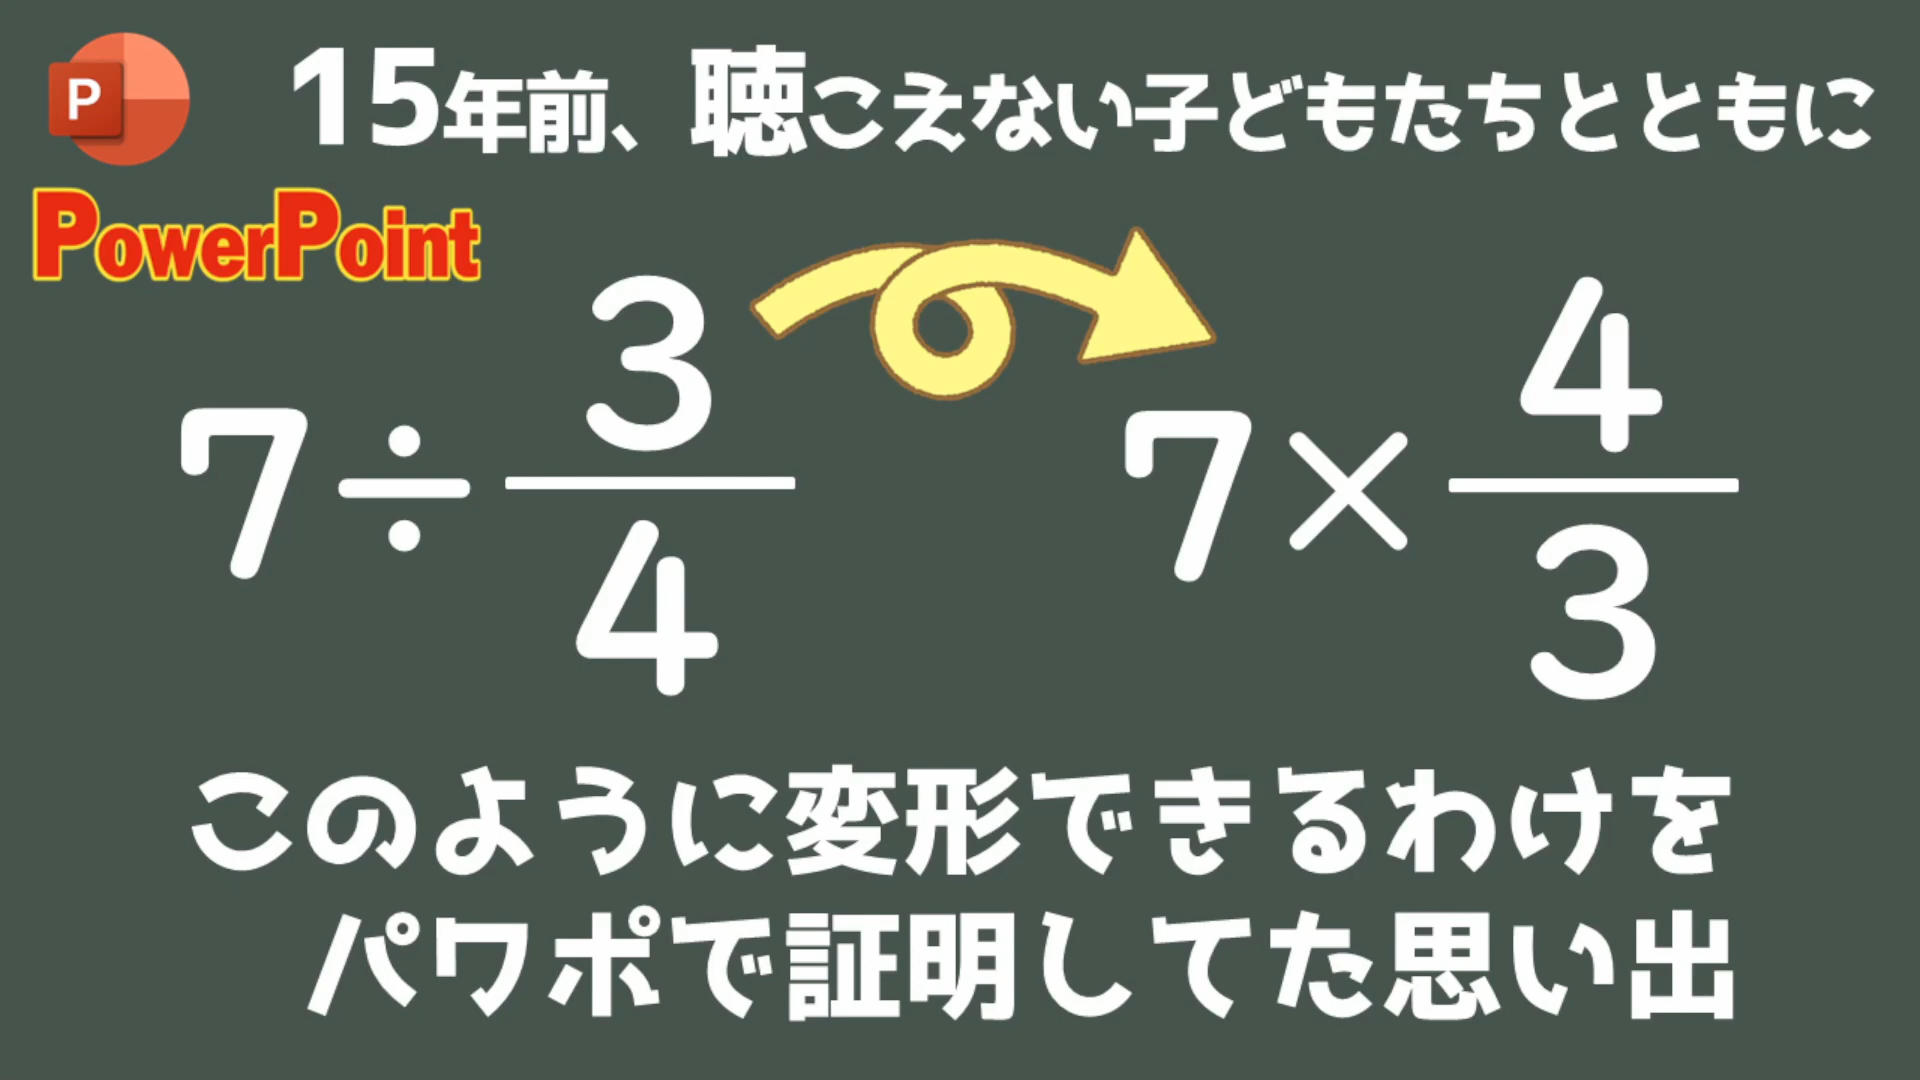 P 15年前、聴こえない子どもたちとともに
PowerPoint
7÷3/4 7×4/3
このように変形できるわけを
パワポで証明してた思い出